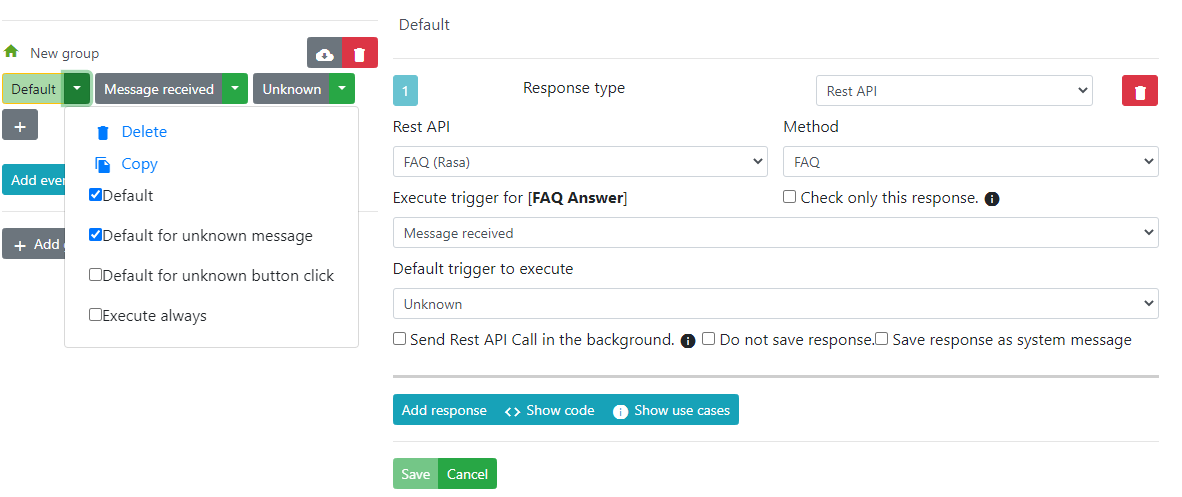 New group
Default
Message received
Unknown
+
Delete
Copy
Default
Default for unknown message
Default for unknown button click
Execute always
Add
+ Add
Default
1
Response type
Rest API
Rest API
Method
FAQ (Rasa)
FAQ
Execute trigger for [FAQ Answer]
Check only this response.
Message received
Default trigger to execute
Unknown
Send Rest API Call in the background.
Do not save response.
Save response as system message
Add response
<> Show code
Show use cases
Save
Cancel